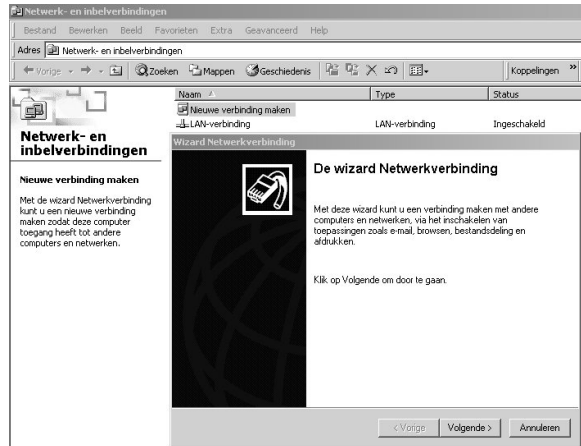 Netwerk- en inbelverbindingen
Bestand Bewerken Beeld Favorieten Extra Geavanceerd Help
Adres Netwerk- en inbelverbindingen
Vorige Zoeken Mappen Geschiedenis Koppelingen »
Naam Type Status
Nieuwe verbinding maken
LAN-verbinding LAN-verbinding Ingeschakeld
Netwerk- en
inbelverbindingen
Nieuwe verbinding maken
Met de wizard Netwerkverbinding
kunt u een nieuwe verbinding
maken zodat deze computer
toegang heeft tot andere
computers en netwerken.
Wizard Netwerkverbinding
De wizard Netwerkverbinding
Met deze wizard kunt u een verbinding maken met andere
computers en netwerken, via het inschakelen van
toepassingen zoals e-mail, browsen, bestandsdeling en
afdrukken.
Klik op Volgende om door te gaan.
< Vorige Volgende > Annuleren